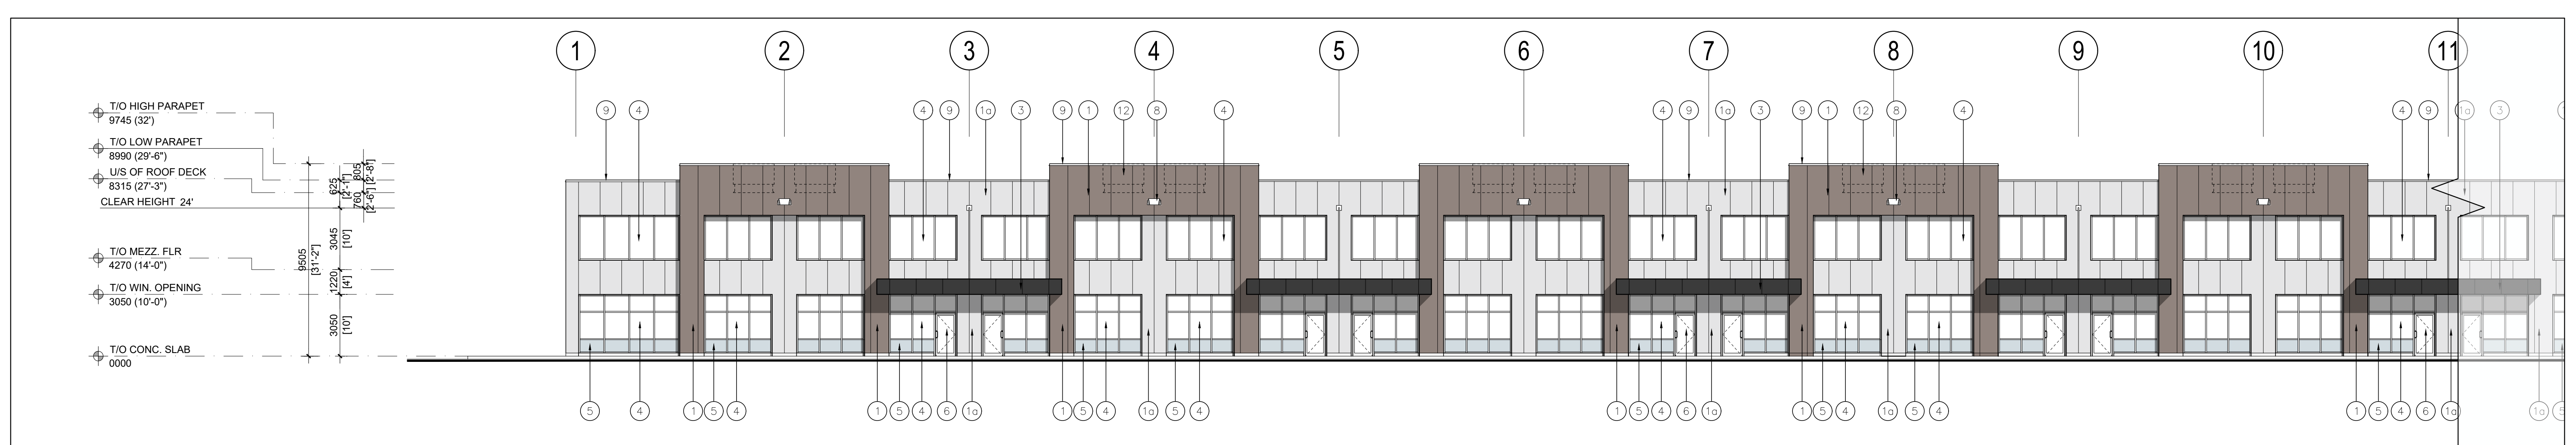 1 2 3 4 5 6 7 8 9 10 11
9 4 4 9 1a 3 9 1 12 8 4 4 9 1a 3 9 1 12 8 4 4 9 1a 3
T/O HIGH PARAPET
9745 (32')
T/O LOW PARAPET
8990 (29'-6")
U/S OF ROOF DECK
8315 (27'-3")
CLEAR HEIGHT 24'
T/O MEZZ. FLR
4270 (14'-0")
T/O WIN. OPENING
3050 (10'-0")
T/O CONC. SLAB
0000
9505
[31'-2"]
625
[2'-1"]
805
[2'-8"]
760
[2'-6"]
3045
[10']
1220
[4']
3050
[10']
5 4 1 5 4 1 5 4 6 1a 1 5 4 1a 5 4 1 5 4 6 1a 1 5 4 1a 5 4 1 5 4 6 1a 1a 5